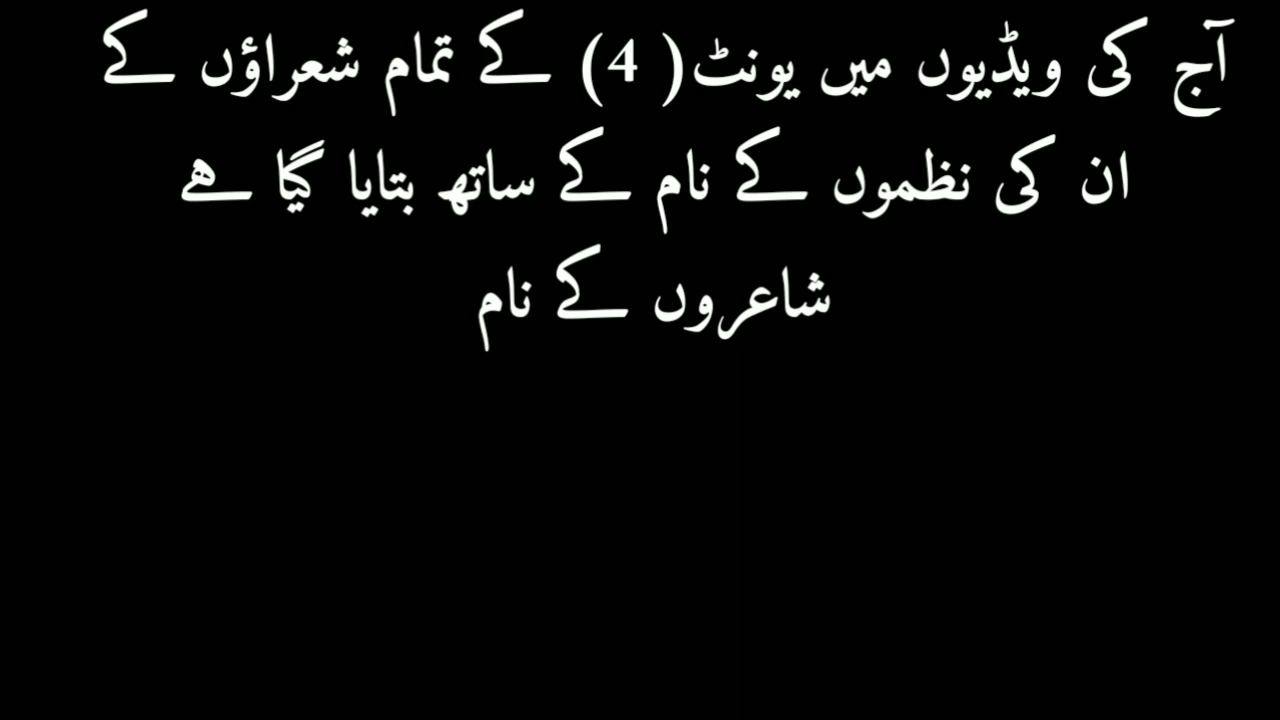 آج کی ویڈیوں میں یونٹ( 4) کے تمام شعراؤں کے
ان کی نظموں کے نام کے ساتھ بتایا گیا ہے
شاعروں کے نام